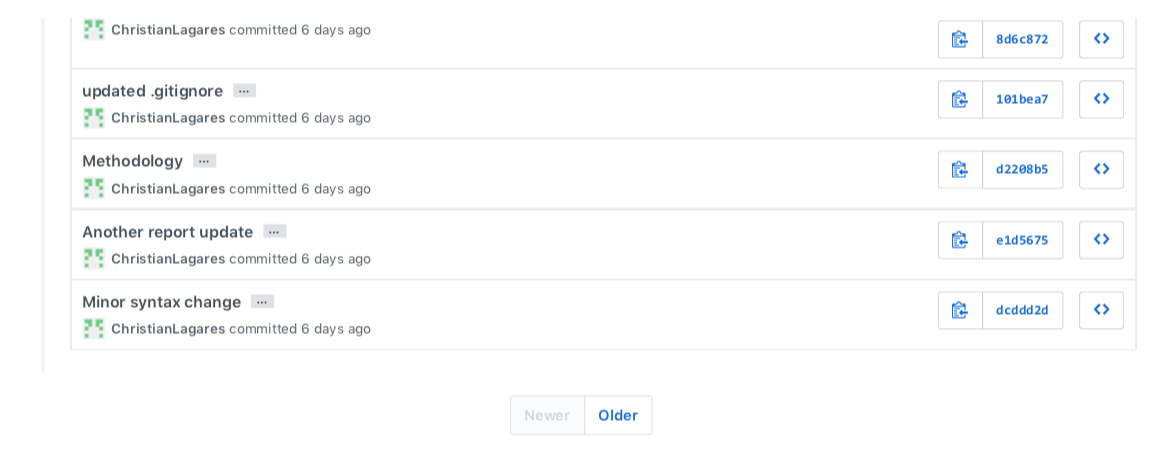 ChristianLagares committed 6 days ago
8d6c872
updated .gitignore …
ChristianLagares committed 6 days ago
101bea7
Methodology …
ChristianLagares committed 6 days ago
d2208b5
Another report update …
ChristianLagares committed 6 days ago
e1d5675
Minor syntax change …
ChristianLagares committed 6 days ago
dcddd2d
Newer Older